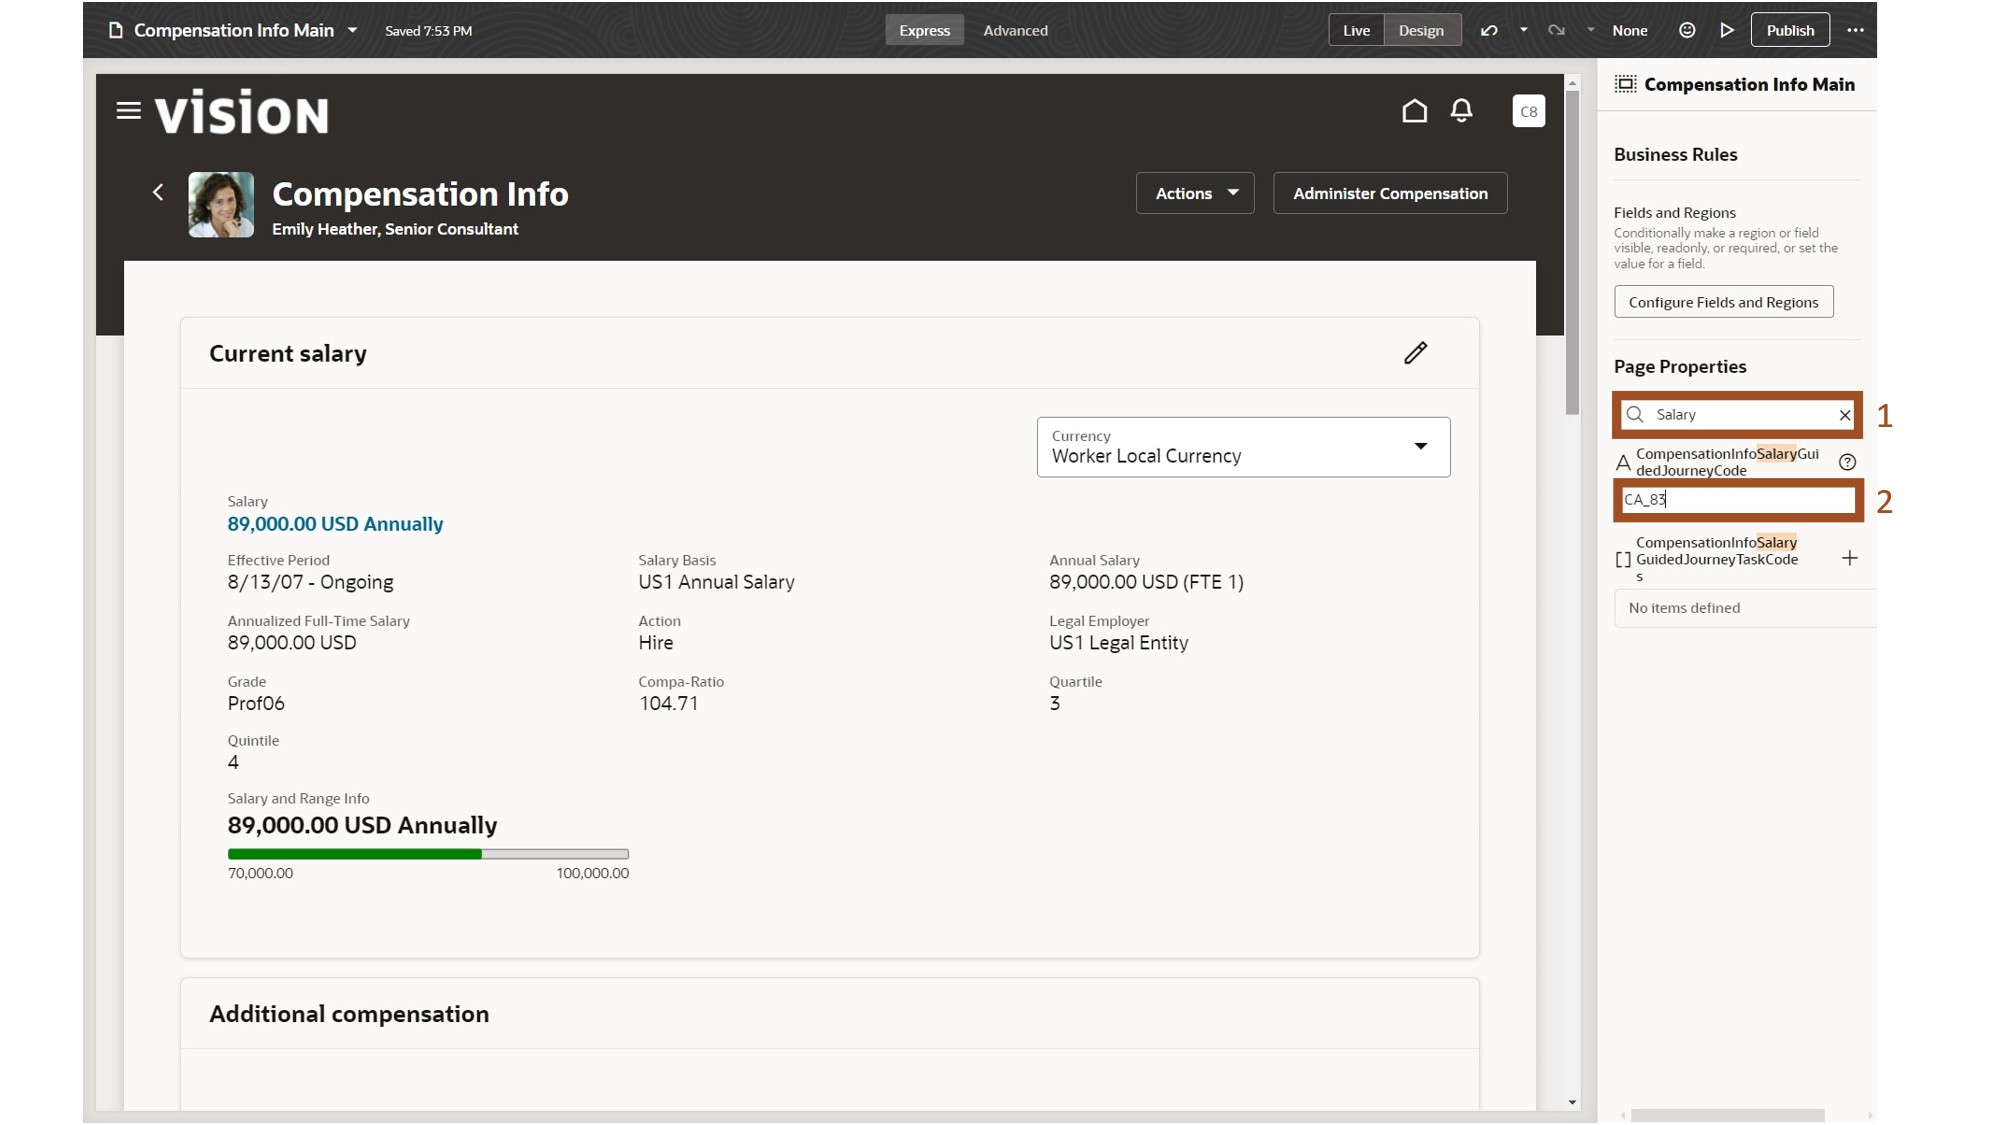 Compensation Info Main
Saved 7:53 PM
Express
Advanced
Live
Design
None
Publish
VISION
C8
Compensation Info
Emily Heather, Senior Consultant
Actions
Administer Compensation
Current salary
Currency
Worker Local Currency
Salary
89,000.00 USD Annually
Effective Period
8/13/07 - Ongoing
Salary Basis
US1 Annual Salary
Annual Salary
89,000.00 USD (FTE 1)
Annualized Full-Time Salary
89,000.00 USD
Action
Hire
Legal Employer
US1 Legal Entity
Grade
Prof06
Compa-Ratio
104.71
Quartile
3
Quintile
4
Salary and Range Info
89,000.00 USD Annually
70,000.00
100,000.00
Additional compensation
Compensation Info Main
Business Rules
Fields and Regions
Conditionally make a region or field
visible, readonly, or required, or set the
value for a field.
Configure Fields and Regions
Page Properties
Salary
1
CompensationInfoSalaryGui
dedJourneyCode
CA_83
2
CompensationInfoSalary
GuidedJourneyTaskCode
s
No items defined